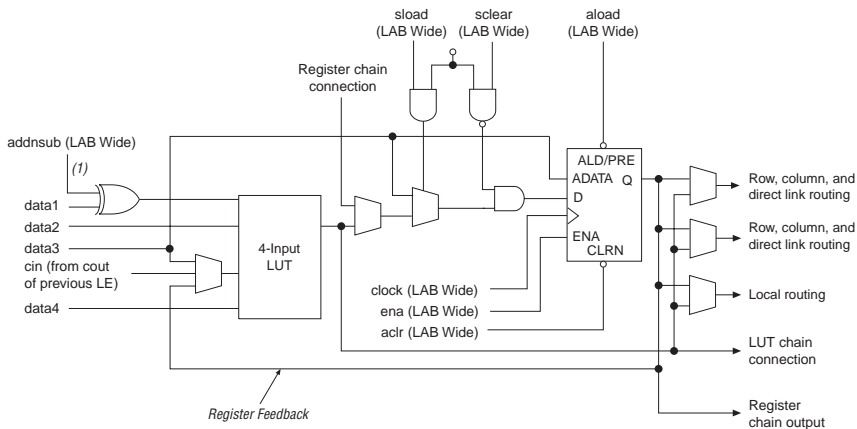 sload
(LAB Wide)
sclear
(LAB Wide)
aload
(LAB Wide)
Register chain
connection
addnsub (LAB Wide)
(1)
data1
data2
data3
cin (from cout
of previous LE)
data4
4-Input
LUT
ALD/PRE
ADATA Q
D
ENA
CLRN
clock (LAB Wide)
ena (LAB Wide)
aclr (LAB Wide)
Row, column, and
direct link routing
Row, column, and
direct link routing
Local routing
LUT chain
connection
Register
chain output
Register Feedback